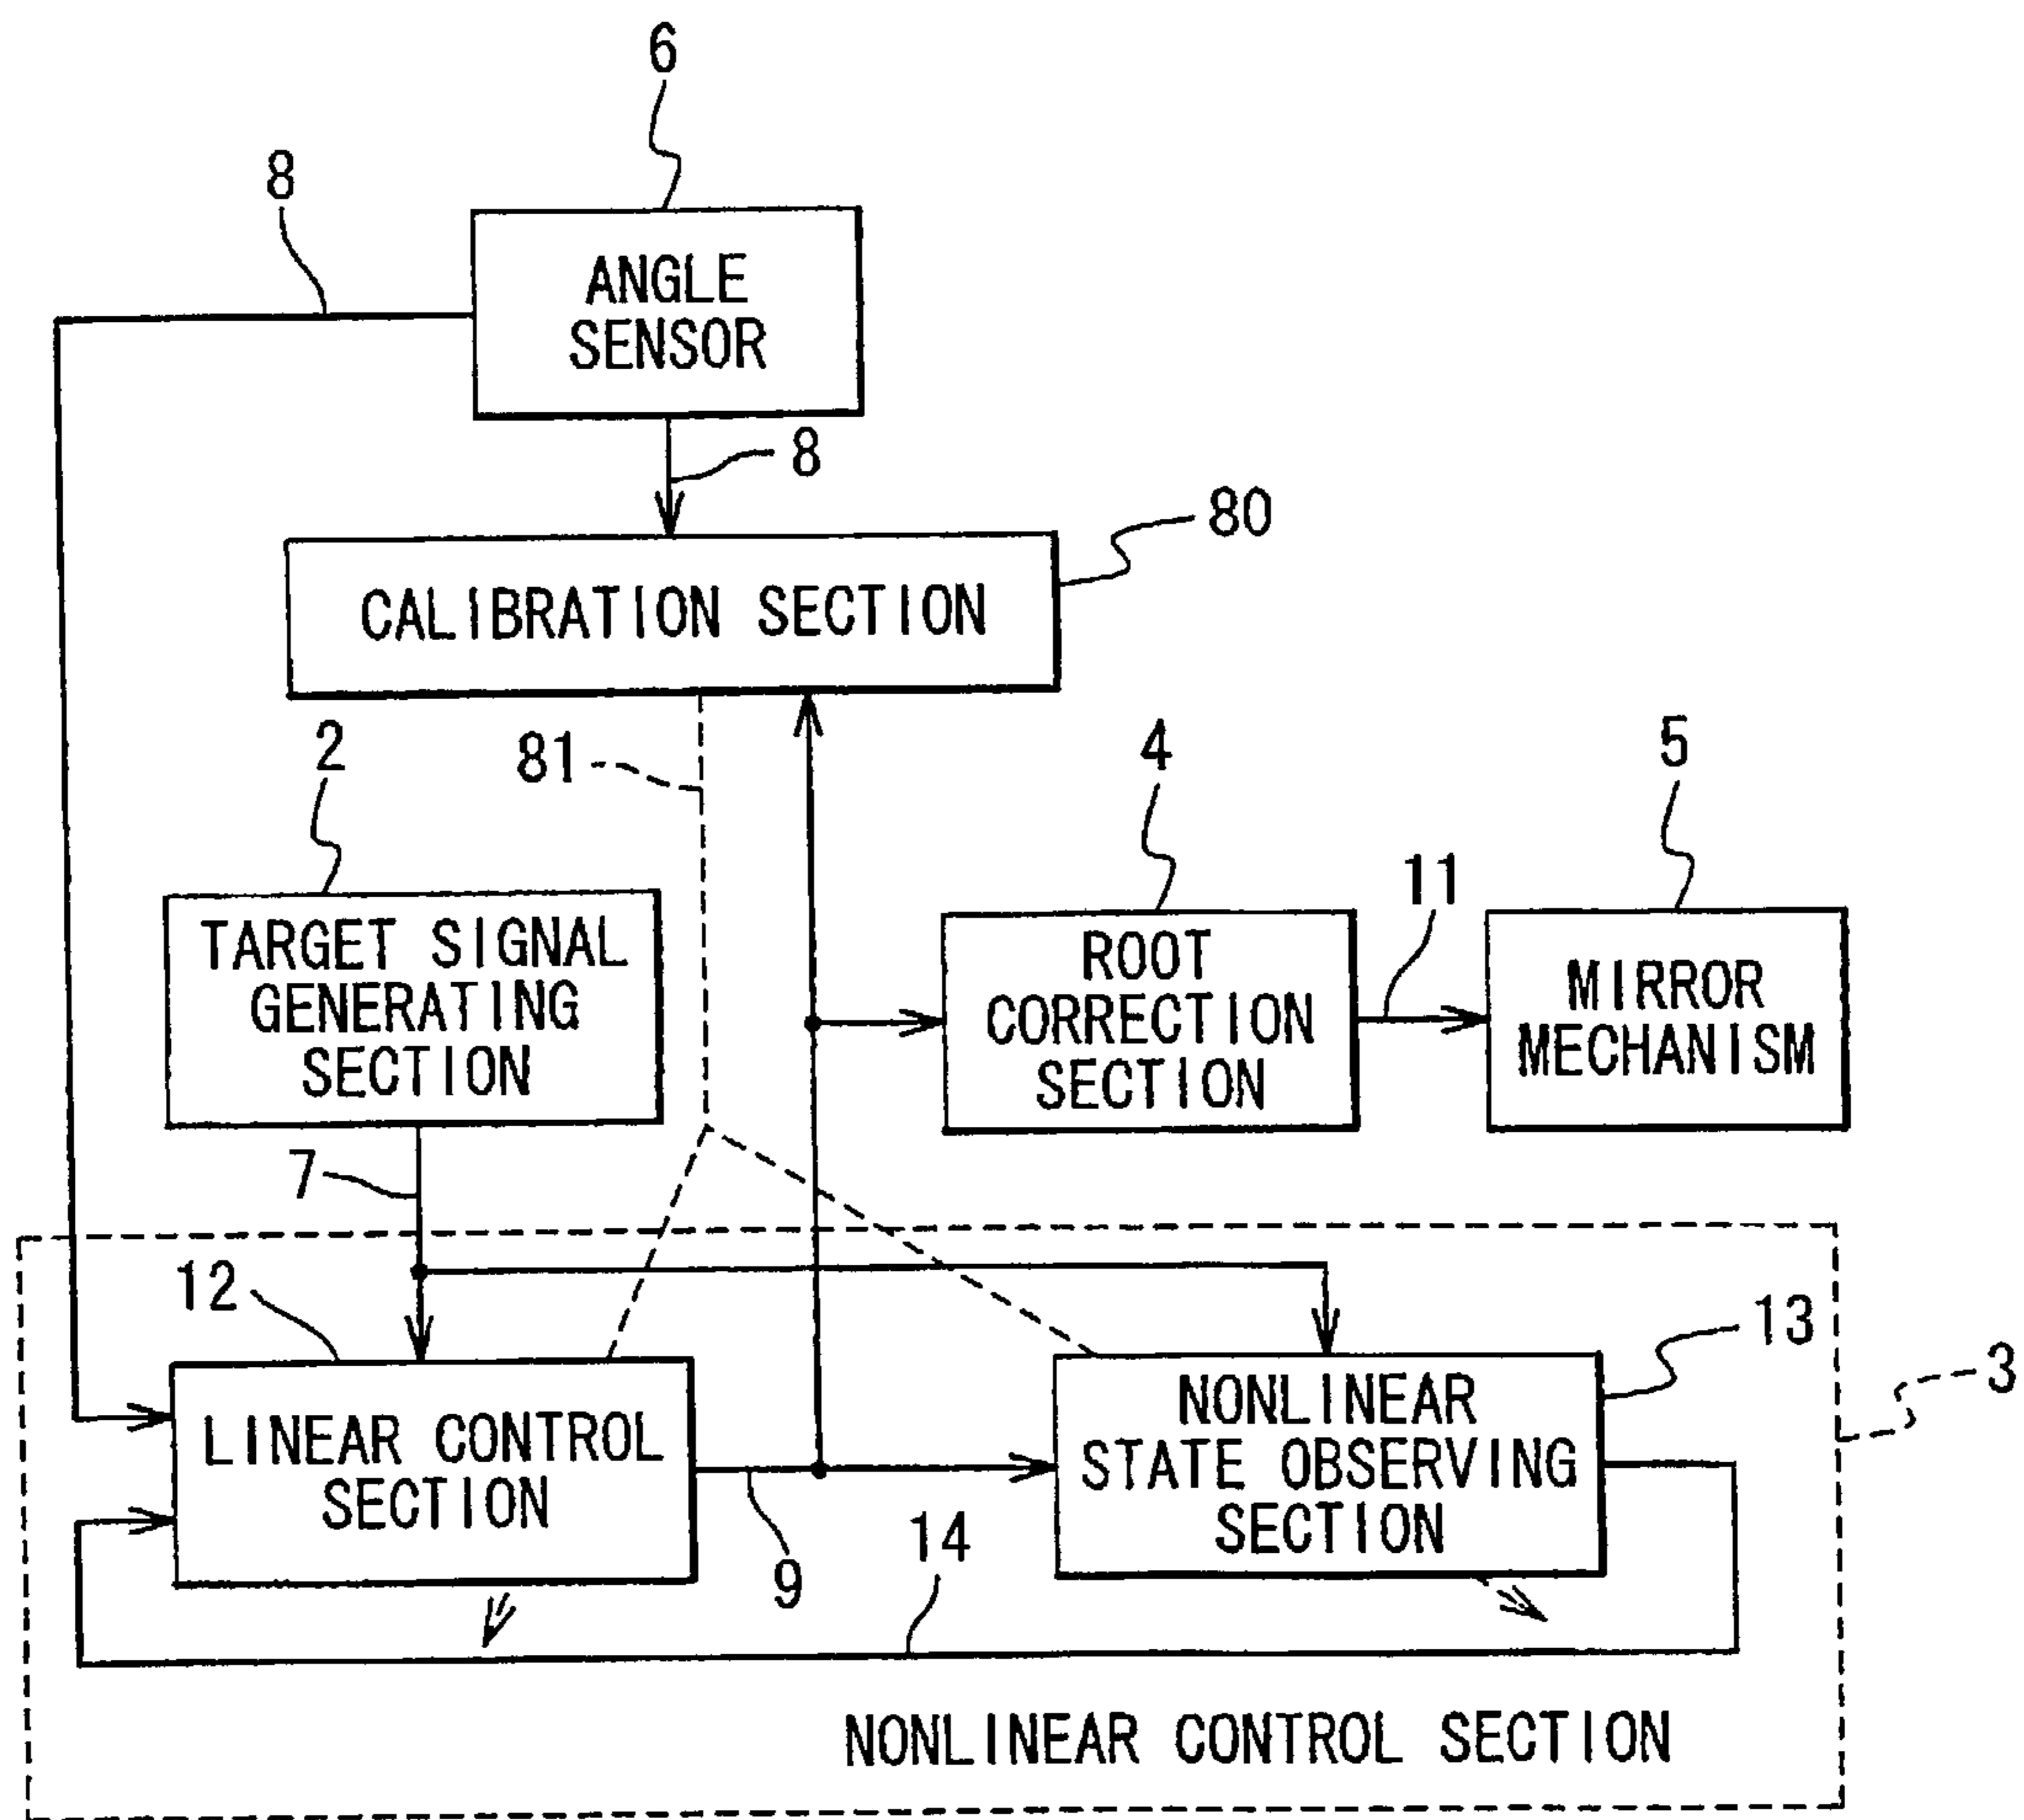 6
8
ANGLE
SENSOR
8
80
CALIBRATION SECTION
2
81
4
5
11
TARGET SIGNAL
GENERATING
SECTION
ROOT
CORRECTION
SECTION
MIRROR
MECHANISM
7
12
13
3
LINEAR CONTROL
SECTION
NONLINEAR
STATE OBSERVING
SECTION
9
14
NONLINEAR CONTROL SECTION